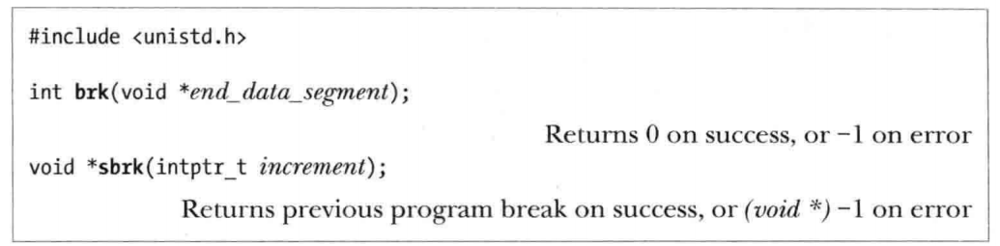 #include <unistd.h>
int brk(void *end_data_segment);
Returns 0 on success, or −1 on error
void *sbrk(intptr_t increment);
Returns previous program break on success, or (void *) −1 on error